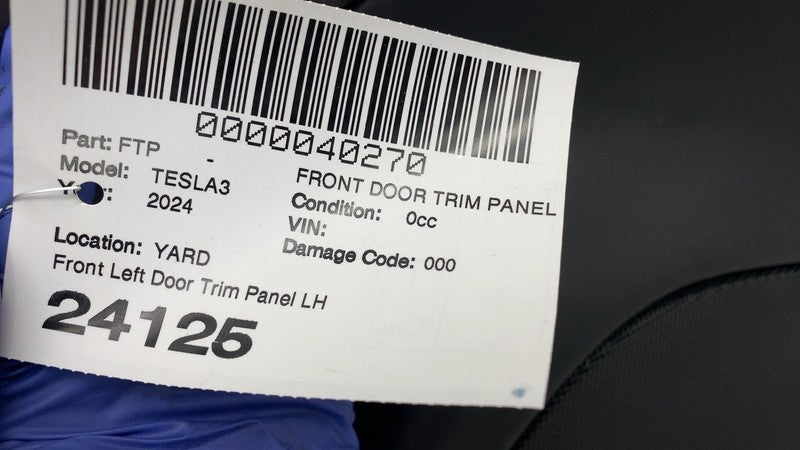 0000040270
Part: FTP -
FRONT DOOR TRIM PANEL
Model: TESLA3
Condition: 0cc
2024
VIN:
Location: YARD
Damage Code: 000
Front Left Door Trim Panel LH
24125